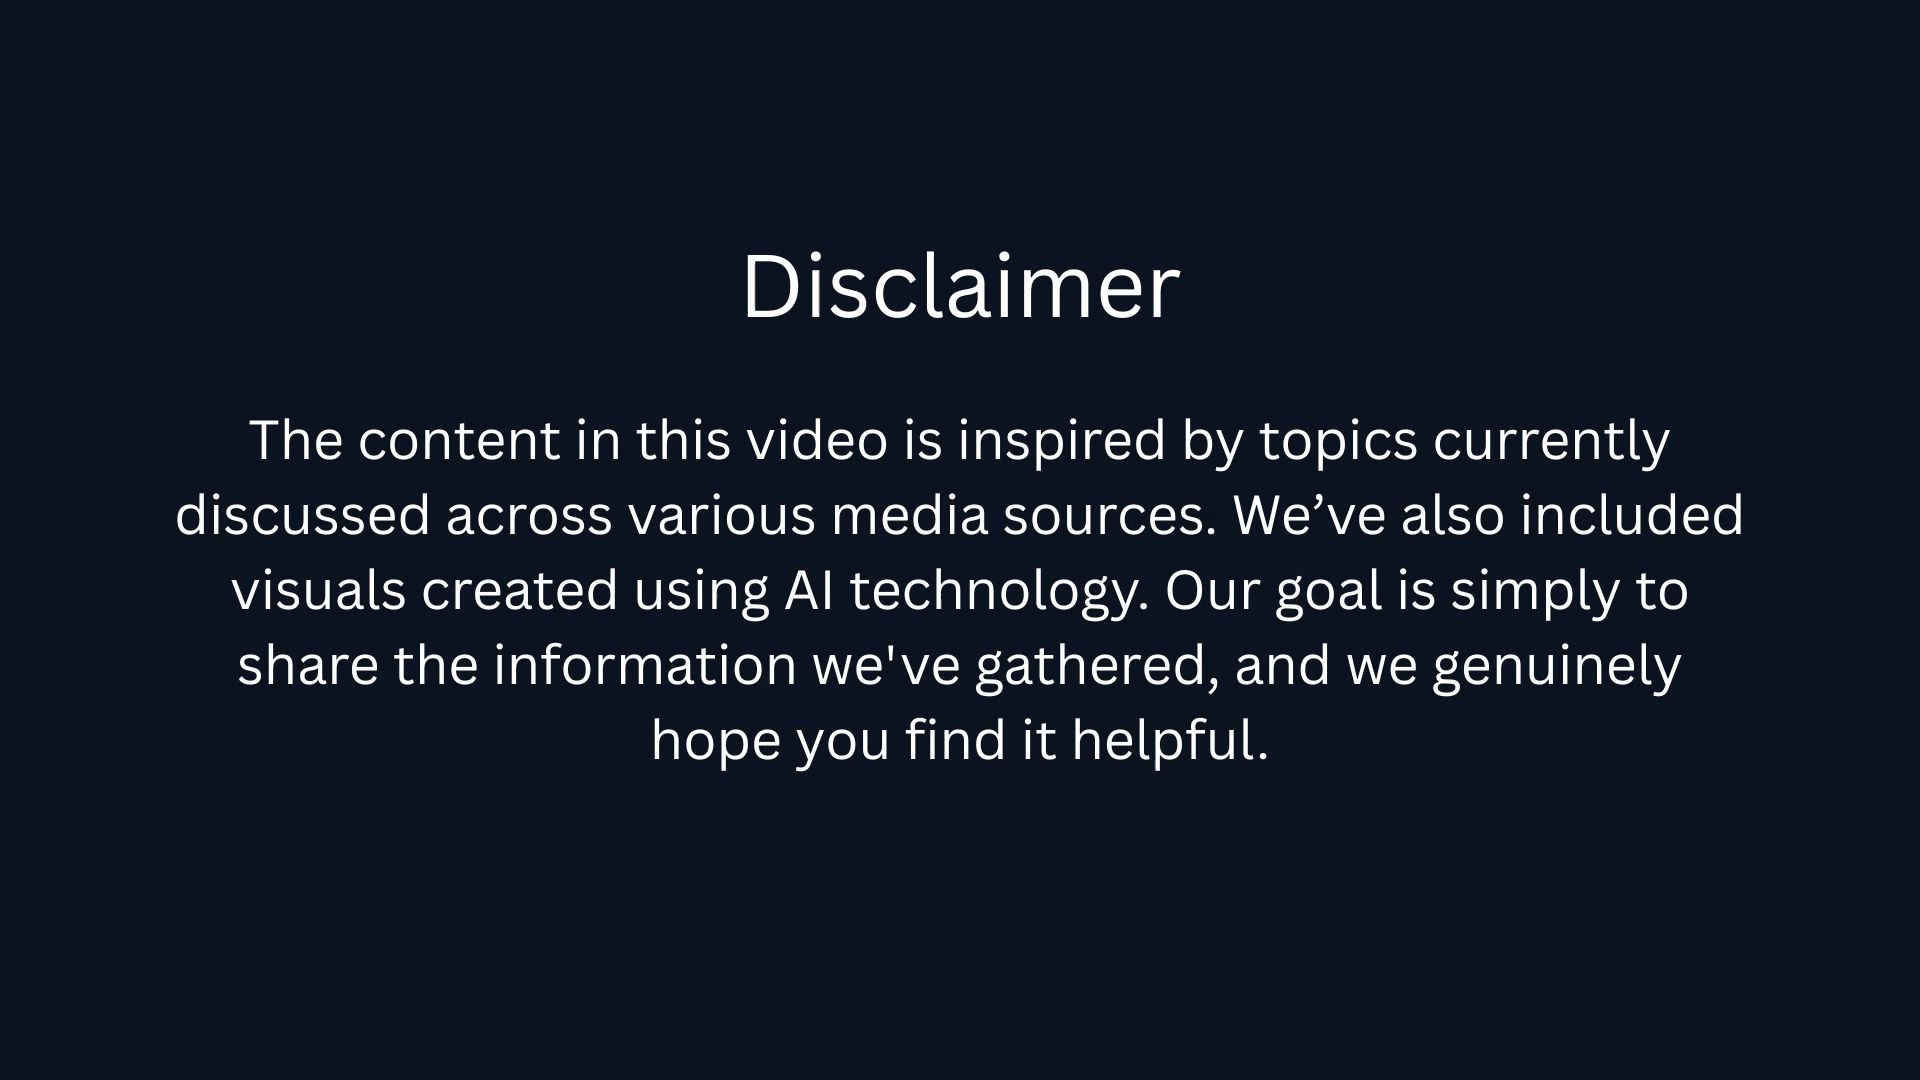 Disclaimer
The content in this video is inspired by topics currently
discussed across various media sources. We’ve also included
visuals created using AI technology. Our goal is simply to
share the information we've gathered, and we genuinely
hope you find it helpful.